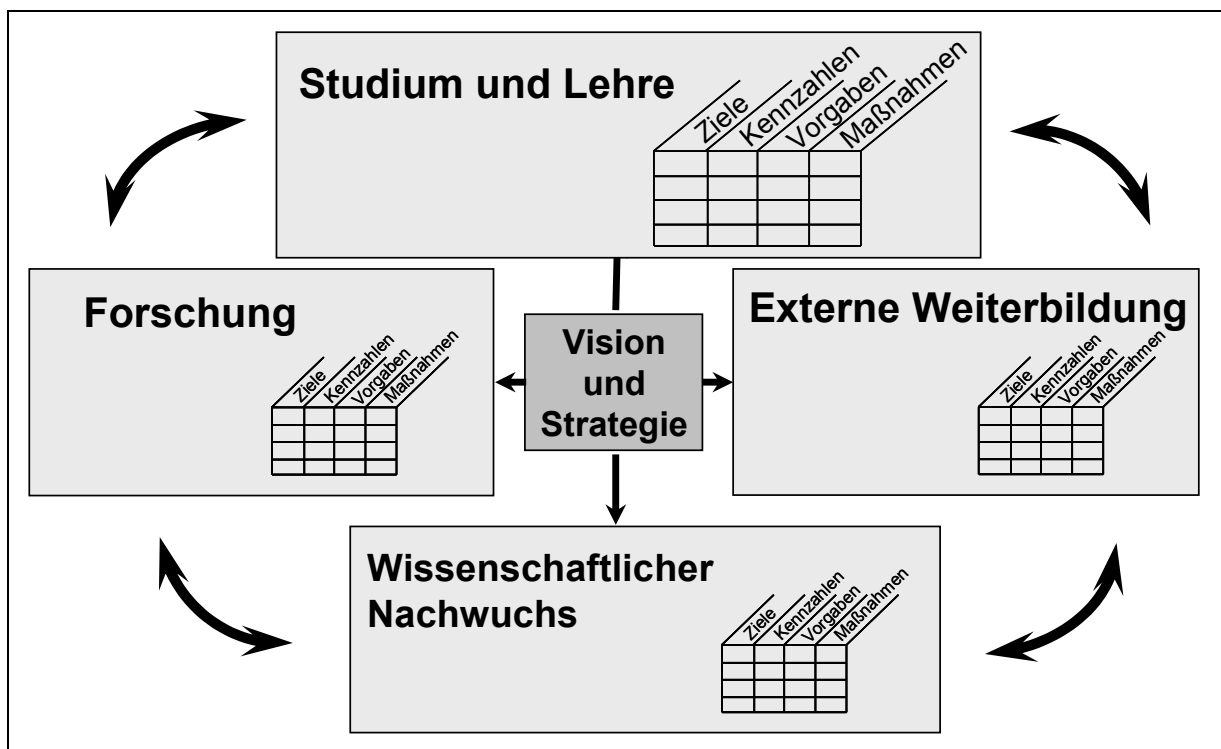 Studium und Lehre
Ziele
Kennzahlen
Vorgaben
Maßnahmen
Forschung
Ziele
Kennzahlen
Vorgaben
Maßnahmen
Vision
und
Strategie
Externe Weiterbildung
Ziele
Kennzahlen
Vorgaben
Maßnahmen
Wissenschaftlicher
Nachwuchs
Ziele
Kennzahlen
Vorgaben
Maßnahmen